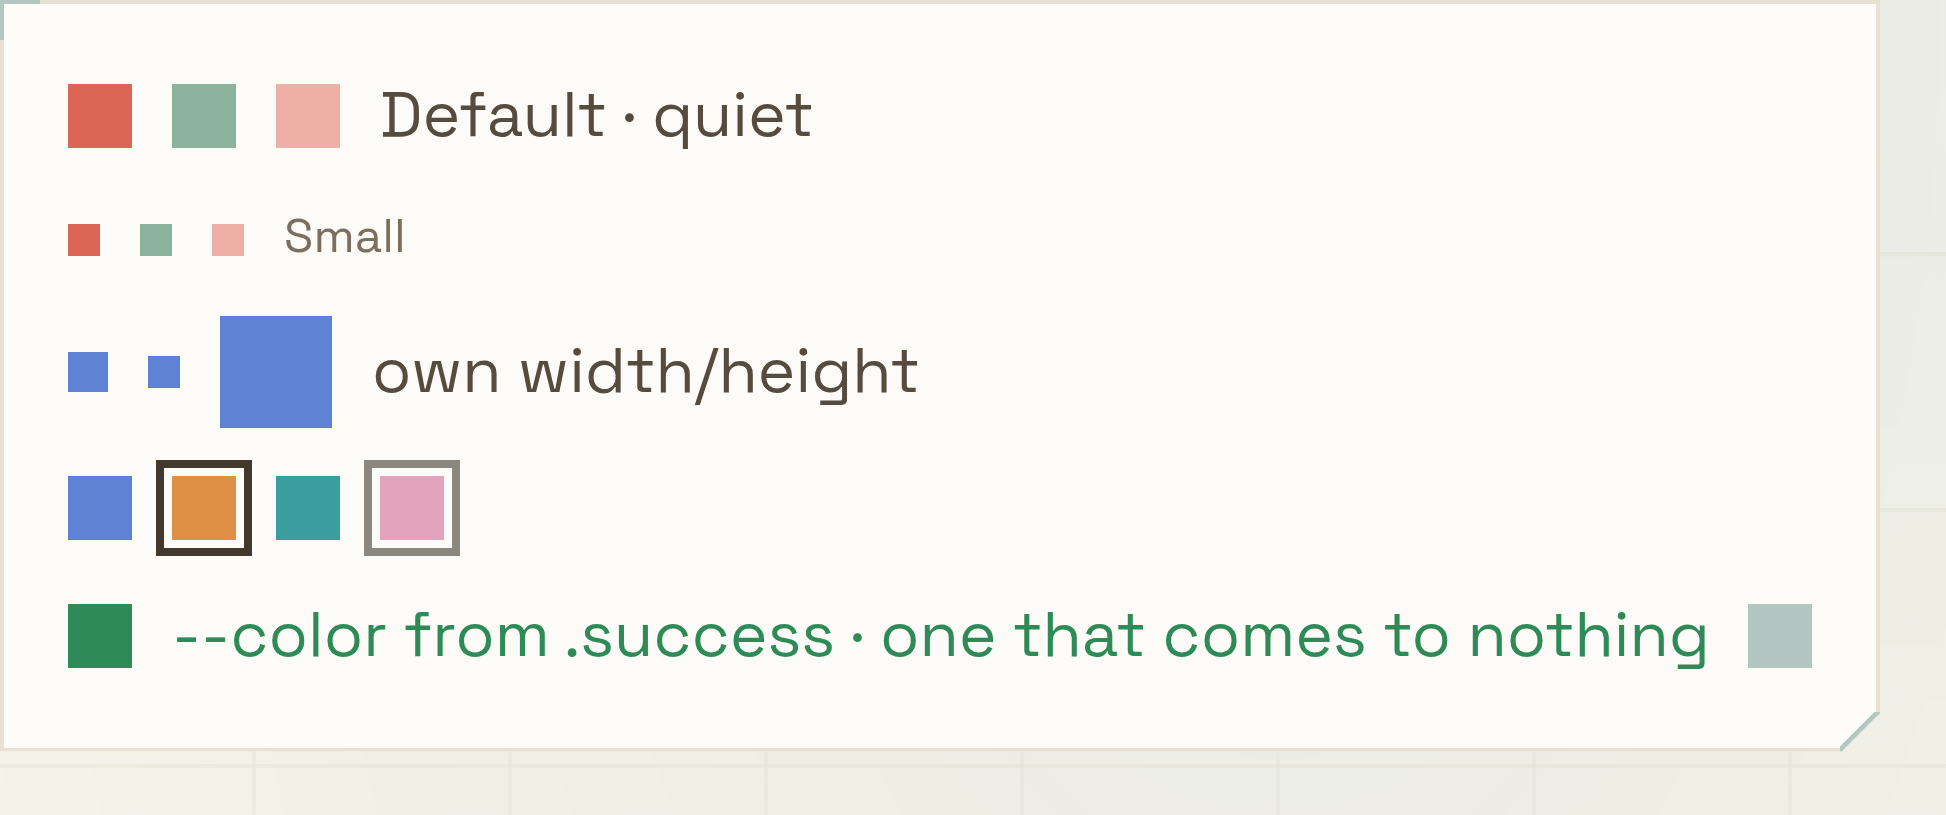 Default · quiet
Small
own width/height
--color from .success · one that comes to nothing